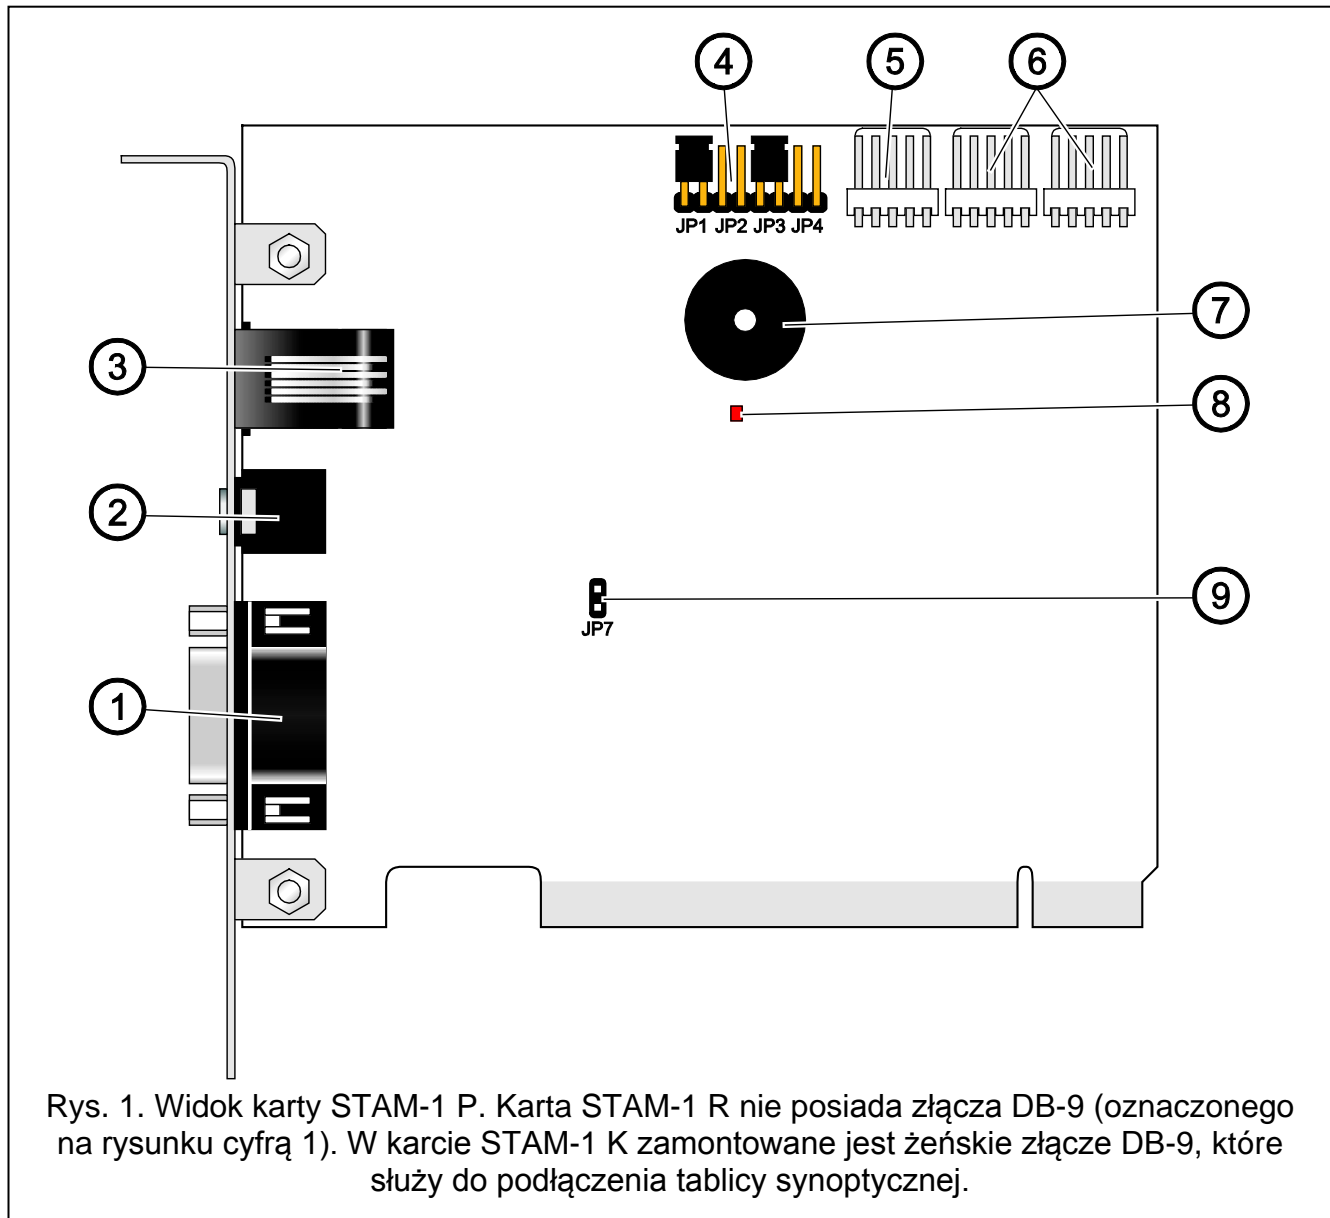 4
5
6
JP1 JP2 JP3 JP4
7
3
8
2
9
JP7
1
Rys. 1. Widok karty STAM-1 P. Karta STAM-1 R nie posiada złącza DB-9 (oznaczonego
na rysunku cyfrą 1). W karcie STAM-1 K zamontowane jest żeńskie złącze DB-9, które
służy do podłączenia tablicy synoptycznej.